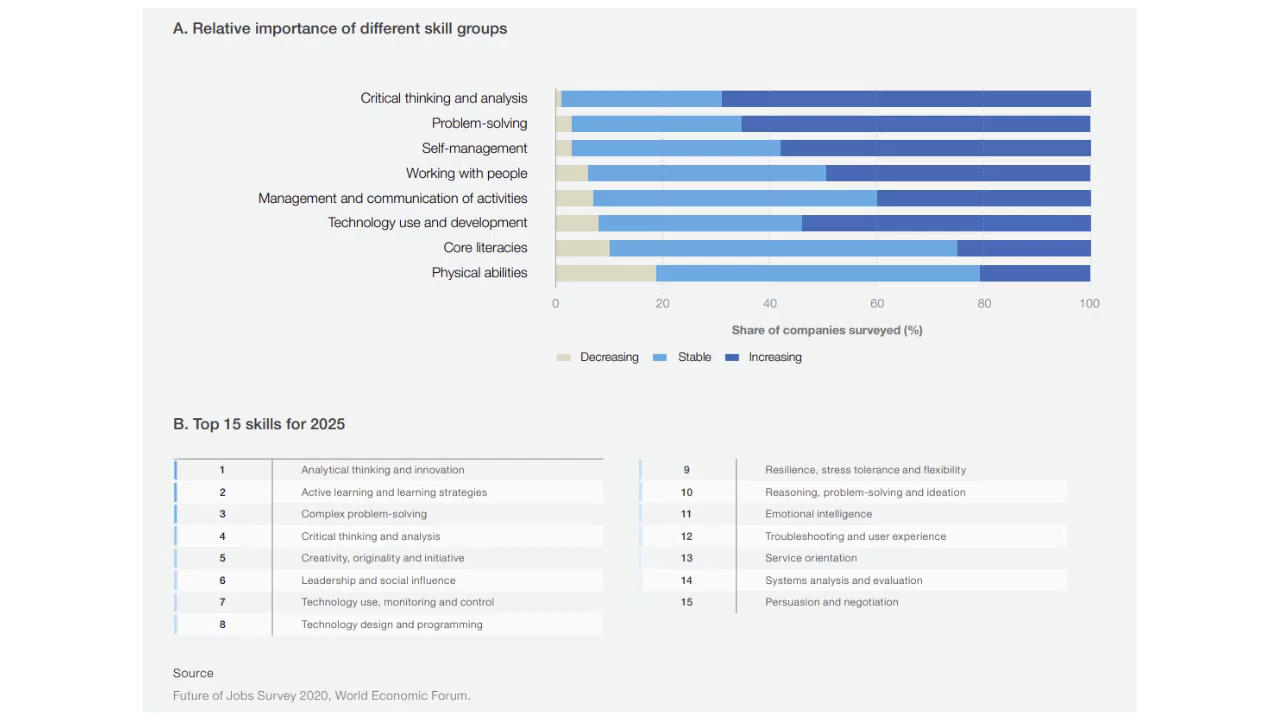 A. Relative importance of different skill groups
Critical thinking and analysis
Problem-solving
Self-management
Working with people
Management and communication of activities
Technology use and development
Core literacies
Physical abilities
0 20 40 60 80 100
Share of companies surveyed (%)
Decreasing Stable Increasing
B. Top 15 skills for 2025
1 Analytical thinking and innovation
2 Active learning and learning strategies
3 Complex problem-solving
4 Critical thinking and analysis
5 Creativity, originality and initiative
6 Leadership and social influence
7 Technology use, monitoring and control
8 Technology design and programming
9 Resilience, stress tolerance and flexibility
10 Reasoning, problem-solving and ideation
11 Emotional intelligence
12 Troubleshooting and user experience
13 Service orientation
14 Systems analysis and evaluation
15 Persuasion and negotiation
Source
Future of Jobs Survey 2020, World Economic Forum.